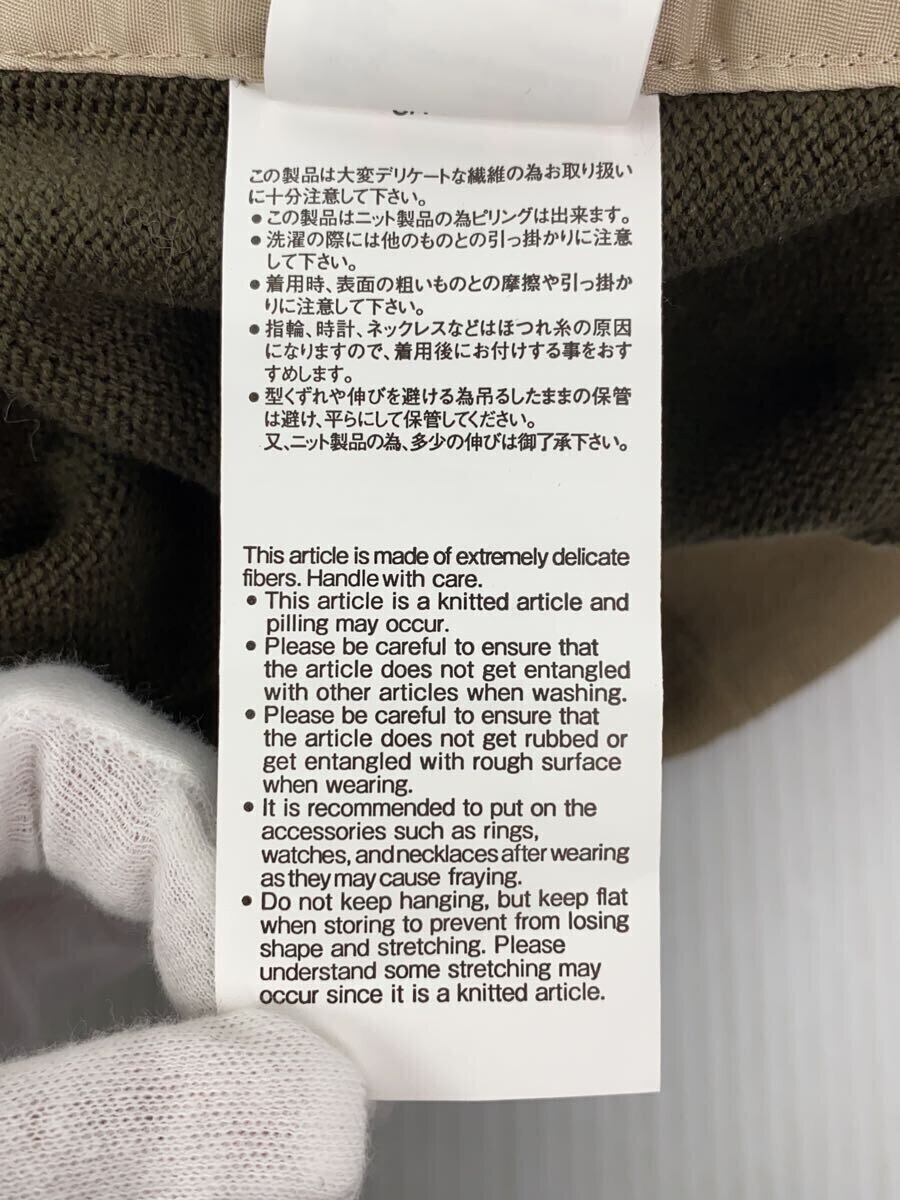 この製品は大変デリケートな繊維の為お取り扱い
に十分注意して下さい。
● この製品はニット製品の為ピリングは出来ます。
● 洗濯の際には他のものとの引っ掛かりに注意
して下さい。
● 着用時、表面の粗いものとの摩擦や引っ掛か
りに注意して下さい。
● 指輪、時計、ネックレスなどはほつれ糸の原因
になりますので、着用後にお付けする事をおす
すめします。
● 型くずれや伸びを避ける為吊るしたままの保管
は避け、平らにして保管してください。
又、ニット製品の為、多少の伸びは御了承下さい。
This article is made of extremely delicate
fibers. Handle with care.
● This article is a knitted article and
pilling may occur.
● Please be careful to ensure that
the article does not get entangled
with other articles when washing.
● Please be careful to ensure that
the article does not get rubbed or
get entangled with rough surface
when wearing.
● It is recommended to put on the
accessories such as rings,
watches, and necklaces after wearing
as they may cause fraying.
● Do not keep hanging, but keep flat
when storing to prevent from losing
shape and stretching. Please
understand some stretching may
occur since it is a knitted article.